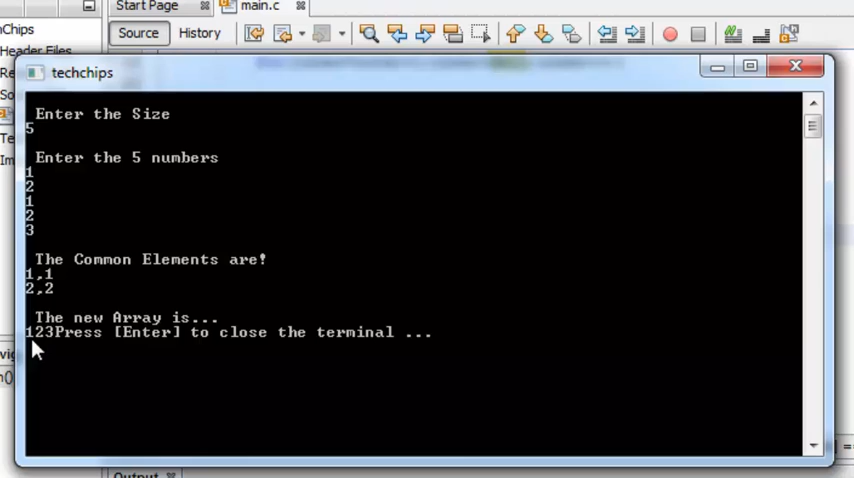 Start Page
main.c
nChips
Source
History
Header Files
techchips
Enter the Size
5
Enter the 5 numbers
1
2
1
2
3
The Common Elements are!
1,1
2,2
The new Array is...
123Press [Enter] to close the terminal ...
Output